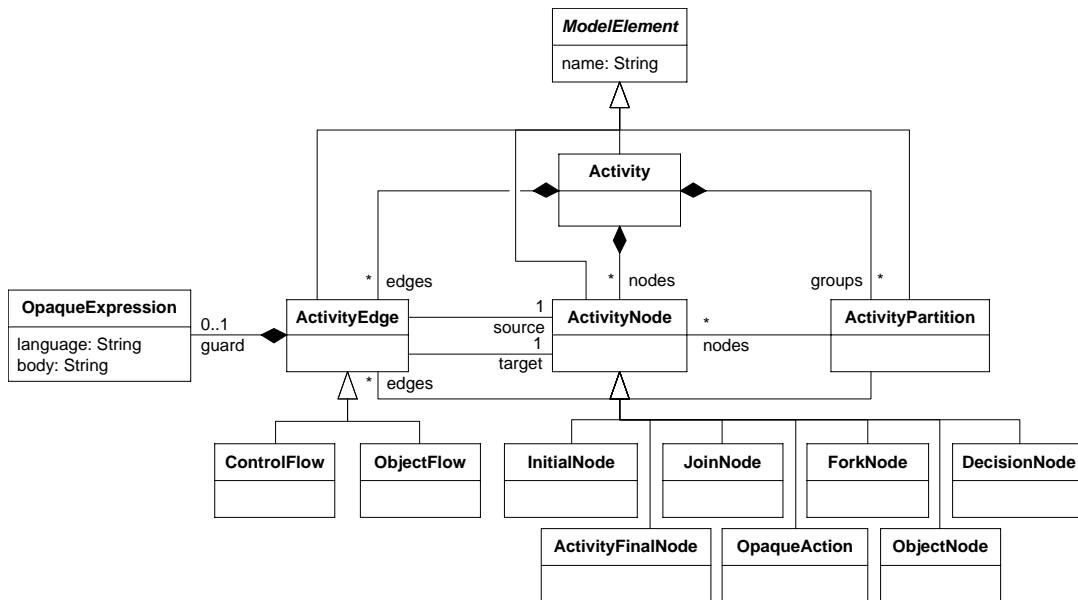 ModelElement
name: String
Activity
* edges
* nodes
groups *
OpaqueExpression
language: String
body: String
0..1
guard
ActivityEdge
1
source
1
target
ActivityNode
*
nodes
ActivityPartition
* edges
ControlFlow
ObjectFlow
InitialNode
JoinNode
ForkNode
DecisionNode
ActivityFinalNode
OpaqueAction
ObjectNode